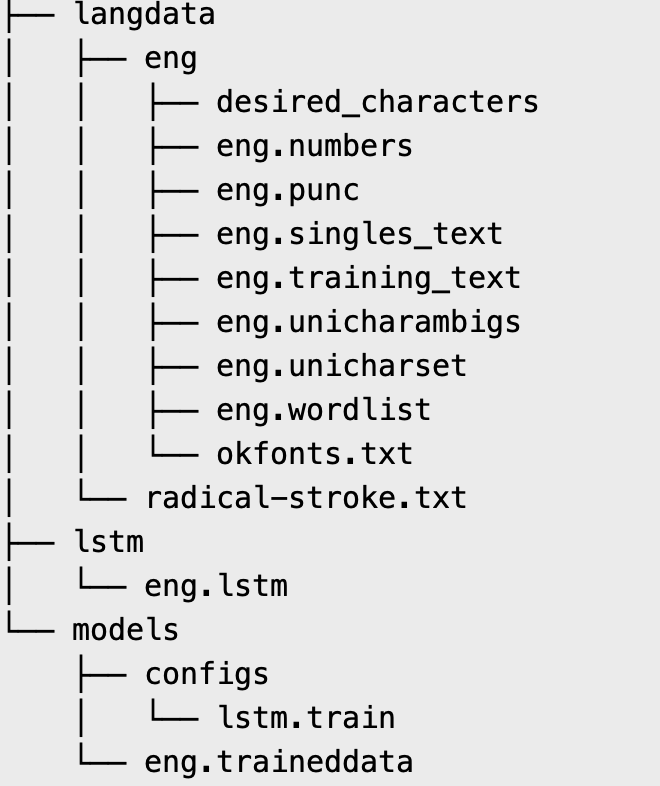 ├── langdata
│   ├── eng
│   │   ├── desired_characters
│   │   ├── eng.numbers
│   │   ├── eng.punc
│   │   ├── eng.singles_text
│   │   ├── eng.training_text
│   │   ├── eng.unicharambigs
│   │   ├── eng.unicharset
│   │   ├── eng.wordlist
│   │   └── okfonts.txt
│   └── radical-stroke.txt
├── lstm
│   └── eng.lstm
└── models
    ├── configs
    │   └── lstm.train
    └── eng.traineddata